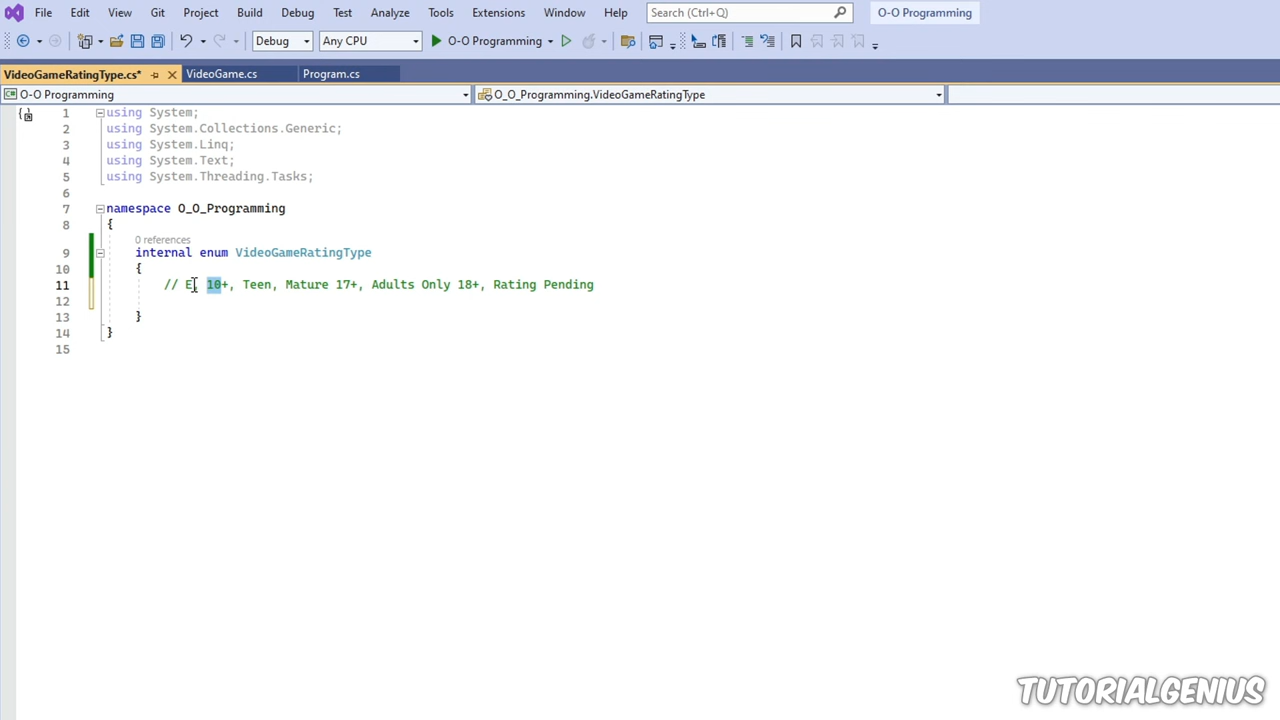 File Edit View Git Project Build Debug Test Analyze Tools Extensions Window Help Search (Ctrl+Q) O-O Programming
Debug Any CPU O-O Programming
VideoGameRatingType.cs* VideoGame.cs Program.cs
O-O Programming O_O_Programming.VideoGameRatingType
1 using System;
2 using System.Collections.Generic;
3 using System.Linq;
4 using System.Text;
5 using System.Threading.Tasks;
6
7 namespace O_O_Programming
8 {
0 references
9 internal enum VideoGameRatingType
10 {
11 // E, 10+, Teen, Mature 17+, Adults Only 18+, Rating Pending
12
13 }
14 }
15
TUTORIALGENIUS